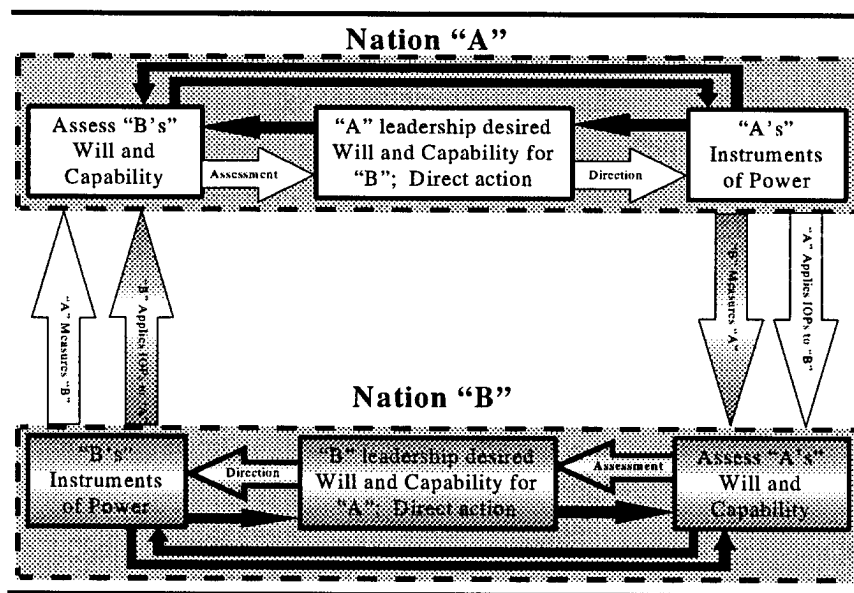 Nation “A”
Assess “B’s”
Will and
Capability
Assessment
“A” leadership desired
Will and Capability for
“B”; Direct action
Direction
“A’s”
Instruments
of Power
“A” Measures “B”
“B” Applies IOPs to “A”
“B” Measures “A”
“A” Applies IOPs to “B”
Nation “B”
“B’s”
Instruments
of Power
Direction
“B” leadership desired
Will and Capability for
“A”; Direct action
Assessment
Assess “A’s”
Will and
Capability